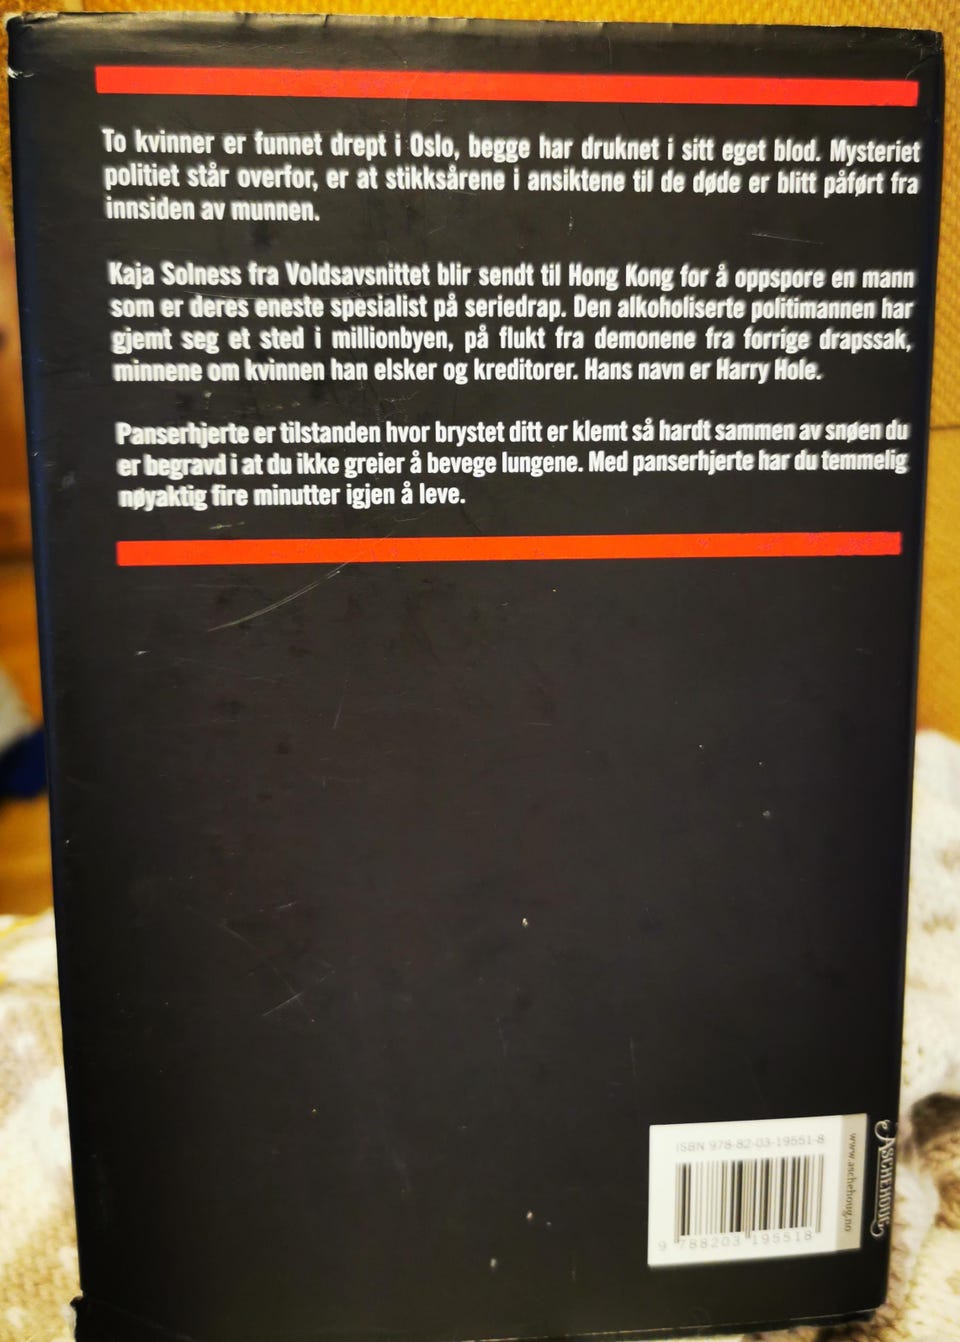 To kvinner er funnet drept i Oslo, begge har druknet i sitt eget blod. Mysteriet
politiet står overfor, er at stikksårene i ansiktene til de døde er blitt påført fra
innsiden av munnen.
Kaja Solness fra Voldsavsnittet blir sendt til Hong Kong for å oppspore en mann
som er deres eneste spesialist på seriedrap. Den alkoholiserte politimannen har
gjemt seg et sted i millionbyen, på flukt fra demonene fra forrige drapssak,
minnene om kvinnen han elsker og kreditorer. Hans navn er Harry Hole.
Panserhjerte er tilstanden hvor brystet ditt er klemt så hardt sammen av snøen du
er begravd i at du ikke greier å bevege lungene. Med panserhjerte har du temmelig
nøyaktig fire minutter igjen å leve.
ISBN 978-82-03-19551-8
9 788203 195518
www.aschehoug.no
ASCHEHOUG